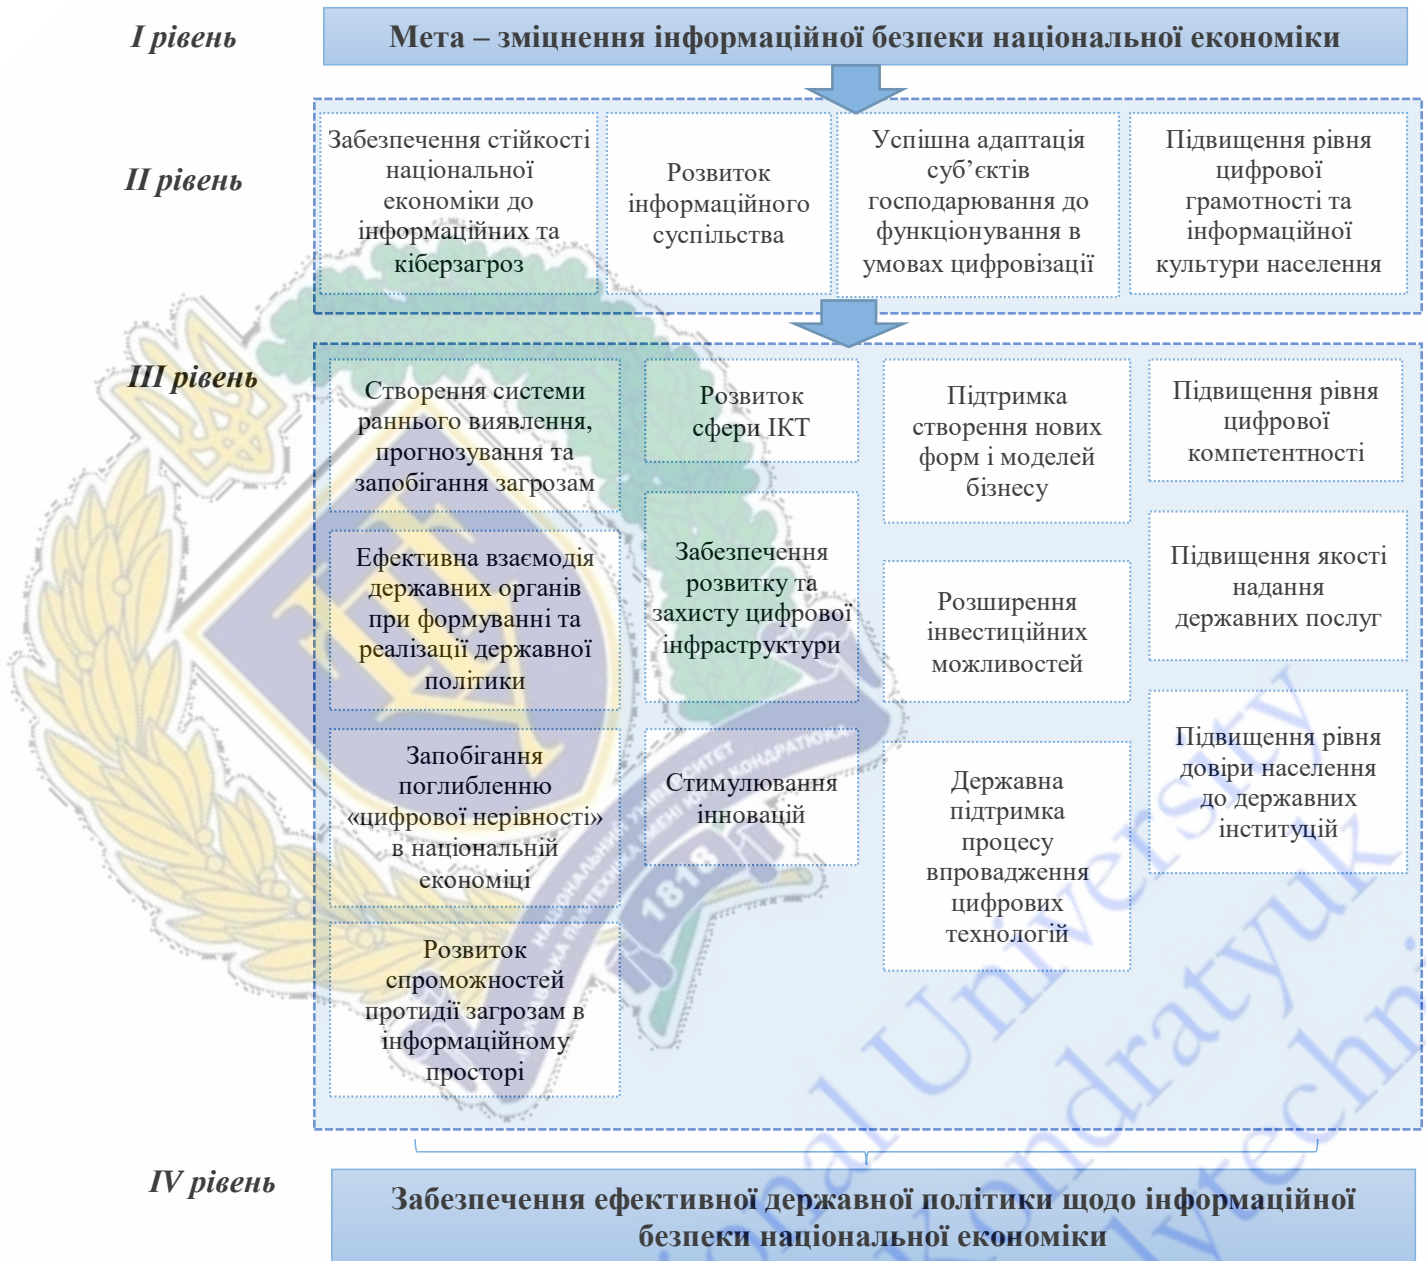 I рівень
Мета – зміцнення інформаційної безпеки національної економіки
II рівень
Забезпечення стійкості
національної
економіки до
інформаційних та
кіберзагроз
Розвиток
інформаційного
суспільства
Успішна адаптація
суб’єктів
господарювання до
функціонування в
умовах цифровізації
Підвищення рівня
цифрової
грамотності та
інформаційної
культури населення
III рівень
Створення системи
раннього виявлення,
прогнозування та
запобігання загрозам
Ефективна взаємодія
державних органів
при формуванні та
реалізації державної
політики
Запобігання
поглибленню
«цифрової нерівності»
в національній
економіці
Розвиток
спроможностей
протидії загрозам в
інформаційному
просторі
Розвиток
сфери ІКТ
Забезпечення
розвитку та
захисту цифрової
інфраструктури
Стимулювання
інновацій
Підтримка
створення нових
форм і моделей
бізнесу
Розширення
інвестиційних
можливостей
Державна
підтримка
процесу
впровадження
цифрових
технологій
Підвищення рівня
цифрової
компетентності
Підвищення якості
надання
державних послуг
Підвищення рівня
довіри населення
до державних
інституцій
IV рівень
Забезпечення ефективної державної політики щодо інформаційної
безпеки національної економіки
1818
University
Kondratyuk